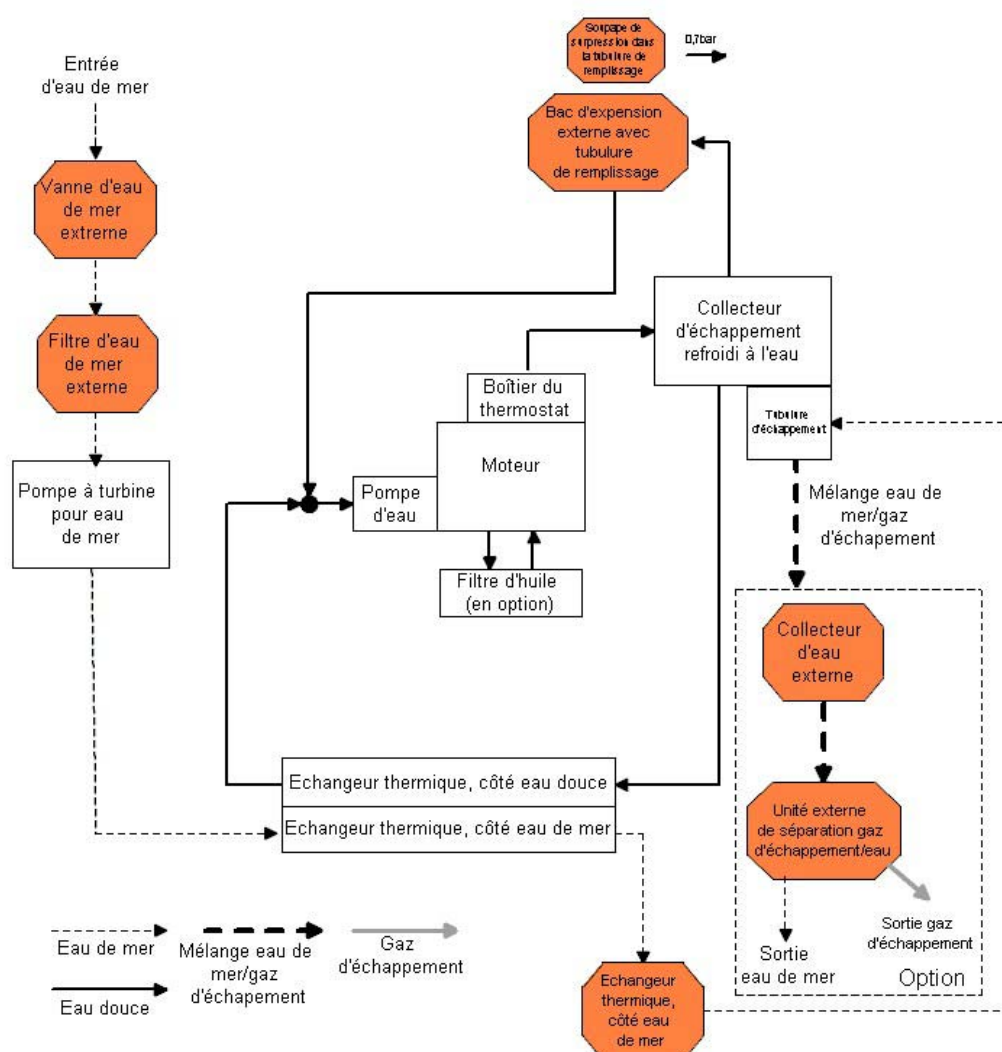 Soupape de
surpression dans
la tubulure de
remplissage
0,7bar
Entrée
d'eau de mer
Bac d'expension
externe avec
tubulure
de remplissage
Vanne d'eau
de mer
extrerne
Collecteur
d'échappement
refroidi à l'eau
Filtre d'eau
de mer
externe
Boîtier du
thermostat
Tubulure
d'échappement
Moteur
Pompe à turbine
pour eau
de mer
Pompe
d'eau
Mélange eau de
mer/gaz
d'échapement
Filtre d'huile
(en option)
Collecteur
d'eau
externe
Echangeur thermique, côté eau douce
Echangeur thermique, côté eau de mer
Unité externe
de séparation gaz
d'échappement/eau
Sortie gaz
d'échappement
Sortie
eau de mer
Option
Eau de mer
Mélange eau de
mer/gaz
d'échapement
Gaz
d'échappement
Eau douce
Echangeur
thermique,
côté eau
de mer